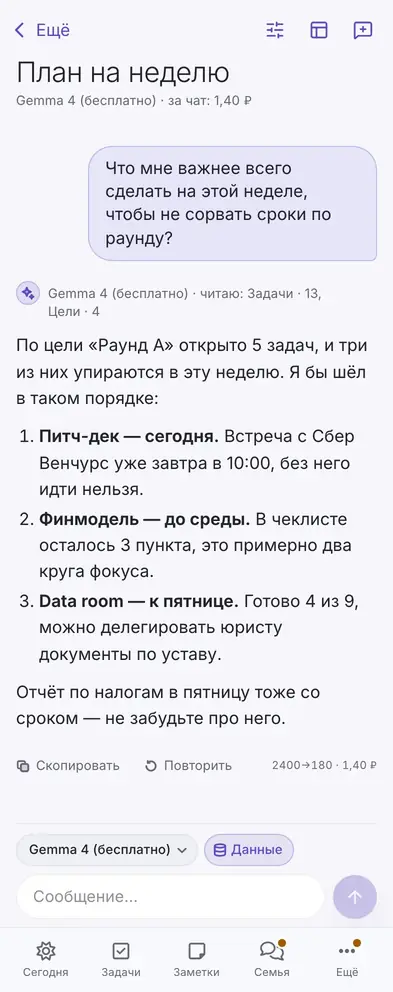 Ещё
План на неделю
Gemma 4 (бесплатно) · за чат: 1,40 ₽
Что мне важнее всего
сделать на этой неделе,
чтобы не сорвать сроки по
раунду?
Gemma 4 (бесплатно) · читаю: Задачи · 13,
Цели · 4
По цели «Раунд А» открыто 5 задач, и три
из них упираются в эту неделю. Я бы шёл
в таком порядке:
1. Питч-дек — сегодня. Встреча с Сбер
Венчурс уже завтра в 10:00, без него
идти нельзя.
2. Финмодель — до среды. В чеклисте
осталось 3 пункта, это примерно два
круга фокуса.
3. Data room — к пятнице. Готово 4 из 9,
можно делегировать юристу
документы по уставу.
Отчёт по налогам в пятницу тоже со
сроком — не забудьте про него.
Скопировать Повторить 2400→180 · 1,40 ₽
Gemma 4 (бесплатно) Данные
Сообщение...
Сегодня Задачи Заметки Семья Ещё